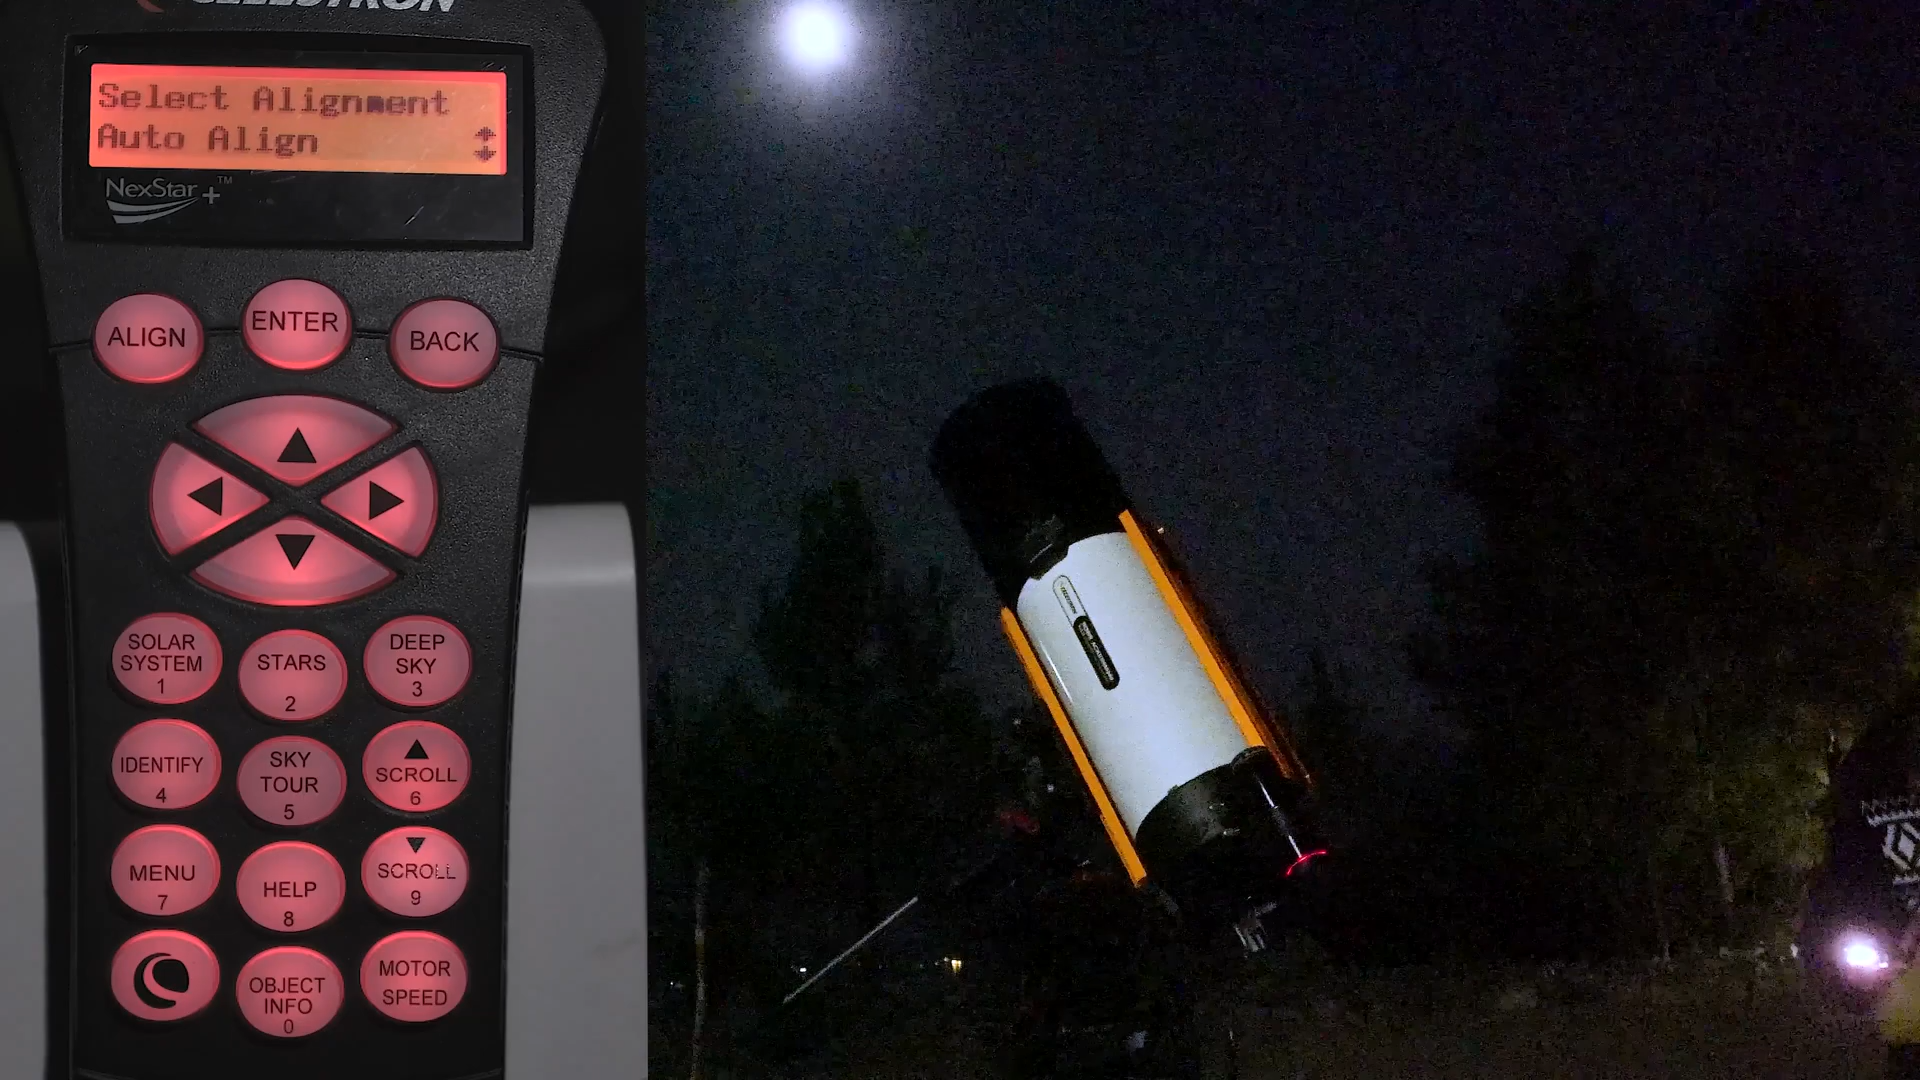 CELESTRON
Select Alignment
Auto Align
NexStar+™
ALIGN
ENTER
BACK
SOLAR
SYSTEM
1
STARS
2
DEEP
SKY
3
IDENTIFY
4
SKY
TOUR
5
SCROLL
6
MENU
7
HELP
8
SCROLL
9
OBJECT
INFO
0
MOTOR
SPEED